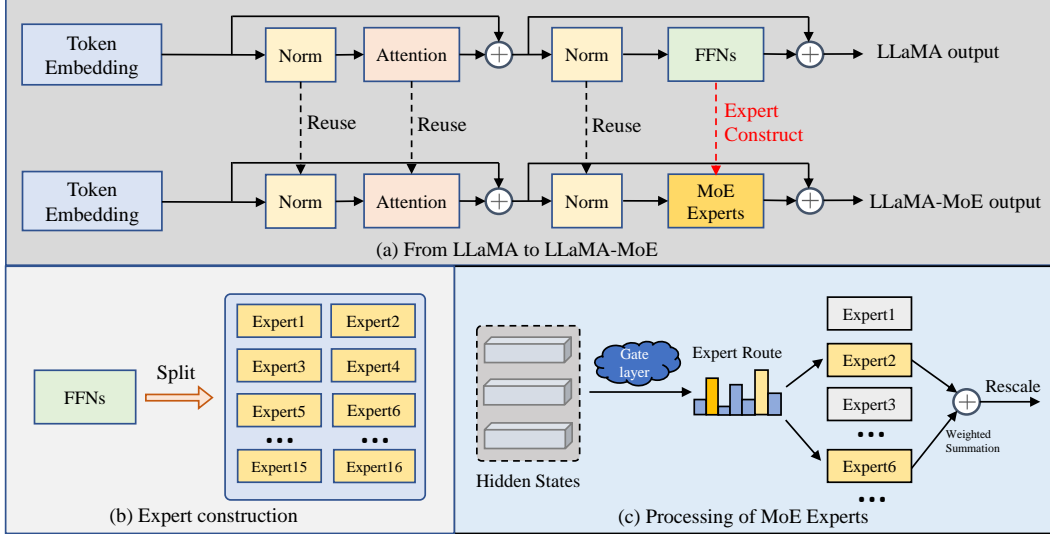 Token
Embedding
Norm
Attention
Norm
FFNs
LLaMA output
Reuse
Reuse
Reuse
Expert
Construct
Token
Embedding
Norm
Attention
Norm
MoE
Experts
LLaMA-MoE output
(a) From LLaMA to LLaMA-MoE
FFNs
Split
Expert1
Expert2
Expert3
Expert4
Expert5
Expert6
•••
•••
Expert15
Expert16
(b) Expert construction
Hidden States
Gate
layer
Expert Route
Expert1
Expert2
Expert3
•••
Expert6
•••
Weighted
Summation
Rescale
(c) Processing of MoE Experts